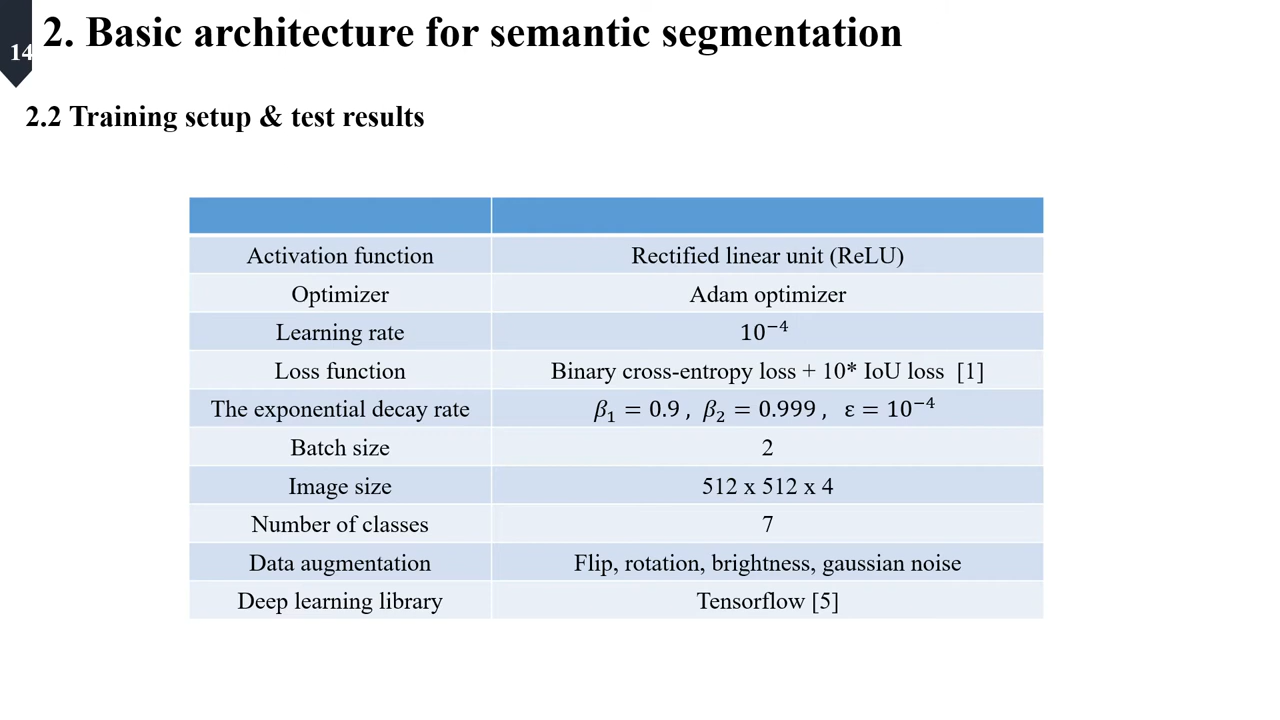 14
2. Basic architecture for semantic segmentation
2.2 Training setup & test results
Activation function Rectified linear unit (ReLU)
Optimizer Adam optimizer
Learning rate 10⁻⁴
Loss function Binary cross-entropy loss + 10* IoU loss [1]
The exponential decay rate β₁ = 0.9 , β₂ = 0.999 , ε = 10⁻⁴
Batch size 2
Image size 512 x 512 x 4
Number of classes 7
Data augmentation Flip, rotation, brightness, gaussian noise
Deep learning library Tensorflow [5]